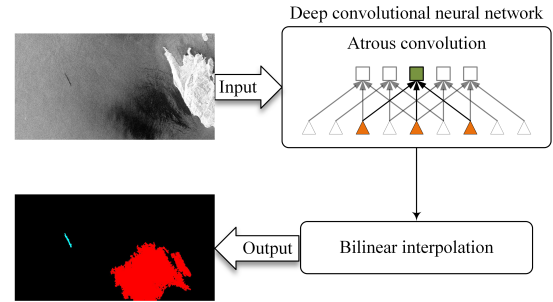 Deep convolutional neural network
Atrous convolution
Input
Bilinear interpolation
Output